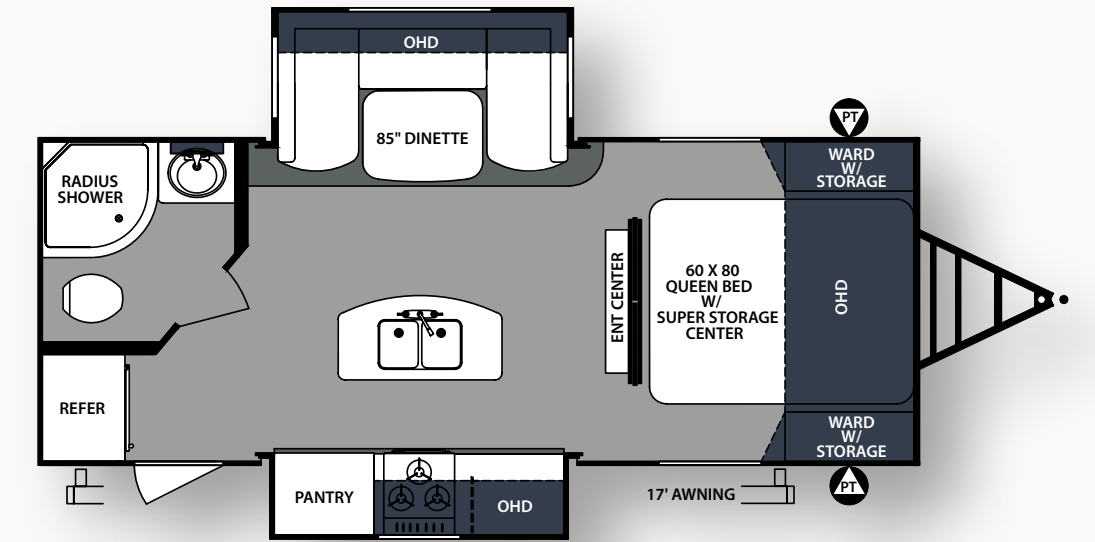 OHD
85" DINETTE
PT
WARD
W/
STORAGE
RADIUS
SHOWER
ENT CENTER
60 X 80
QUEEN BED
W/
SUPER STORAGE
CENTER
OHD
REFER
WARD
W/
STORAGE
PANTRY
OHD
17' AWNING
PT